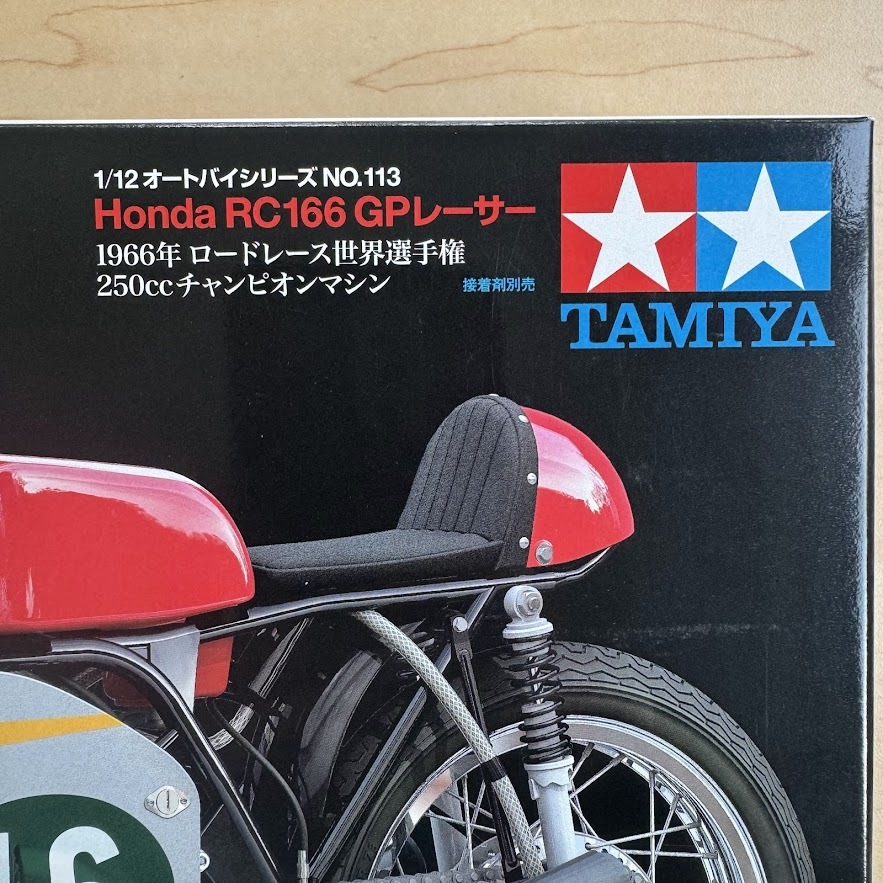 1/12 オートバイシリーズ NO.113
Honda RC166 GPレーサー
1966年 ロードレース世界選手権
250ccチャンピオンマシン
接着剤別売
TAMIYA